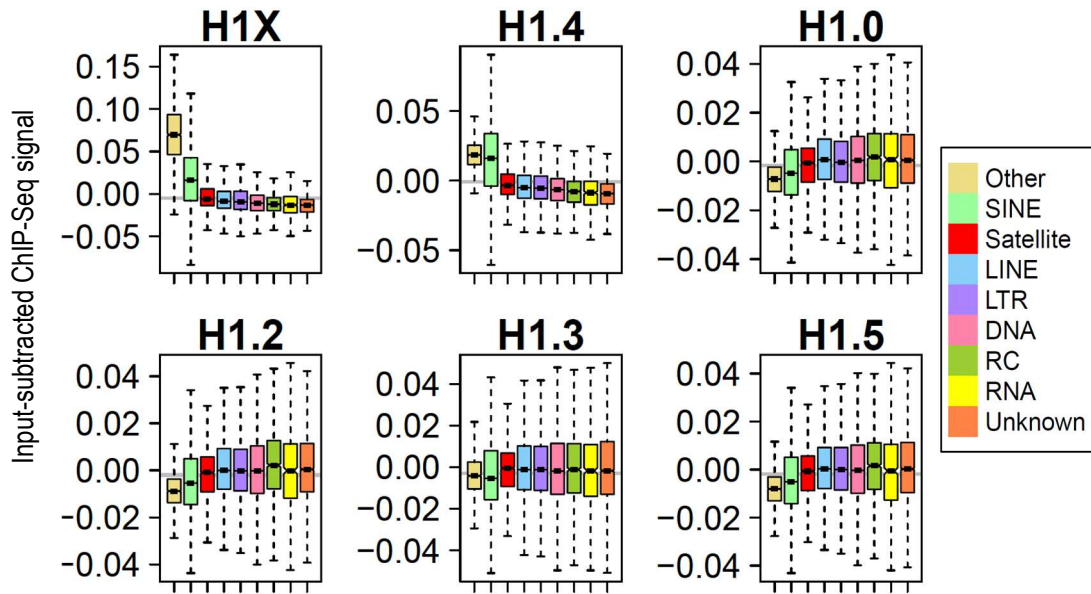 H1X
H1.4
H1.0
0.15
0.10
0.05
0.00
−0.05
0.05
0.00
−0.05
0.04
0.02
0.00
−0.02
−0.04
Input-subtracted ChIP-Seq signal
Other
SINE
Satellite
LINE
LTR
DNA
RC
RNA
Unknown
H1.2
H1.3
H1.5
0.04
0.02
0.00
−0.02
−0.04
0.04
0.02
0.00
−0.02
−0.04
0.04
0.02
0.00
−0.02
−0.04